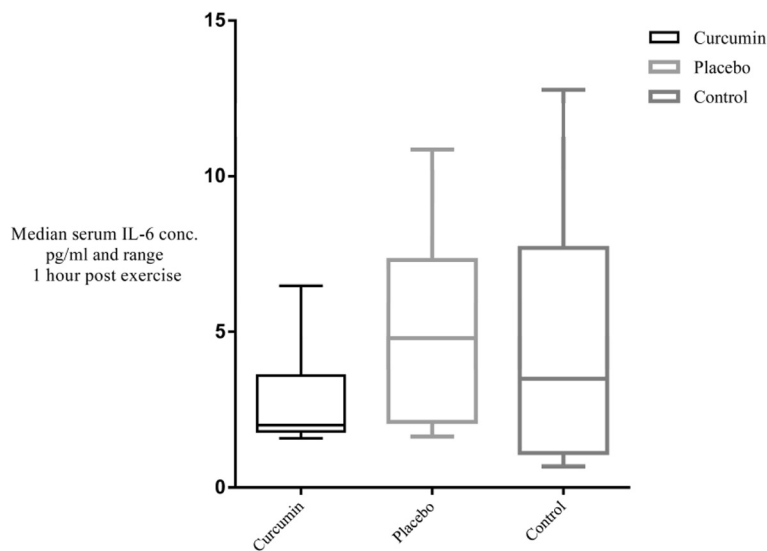 15
Curcumin
Placebo
Control
10
Median serum IL-6 conc.
pg/ml and range
1 hour post exercise
5
0
Curcumin
Placebo
Control